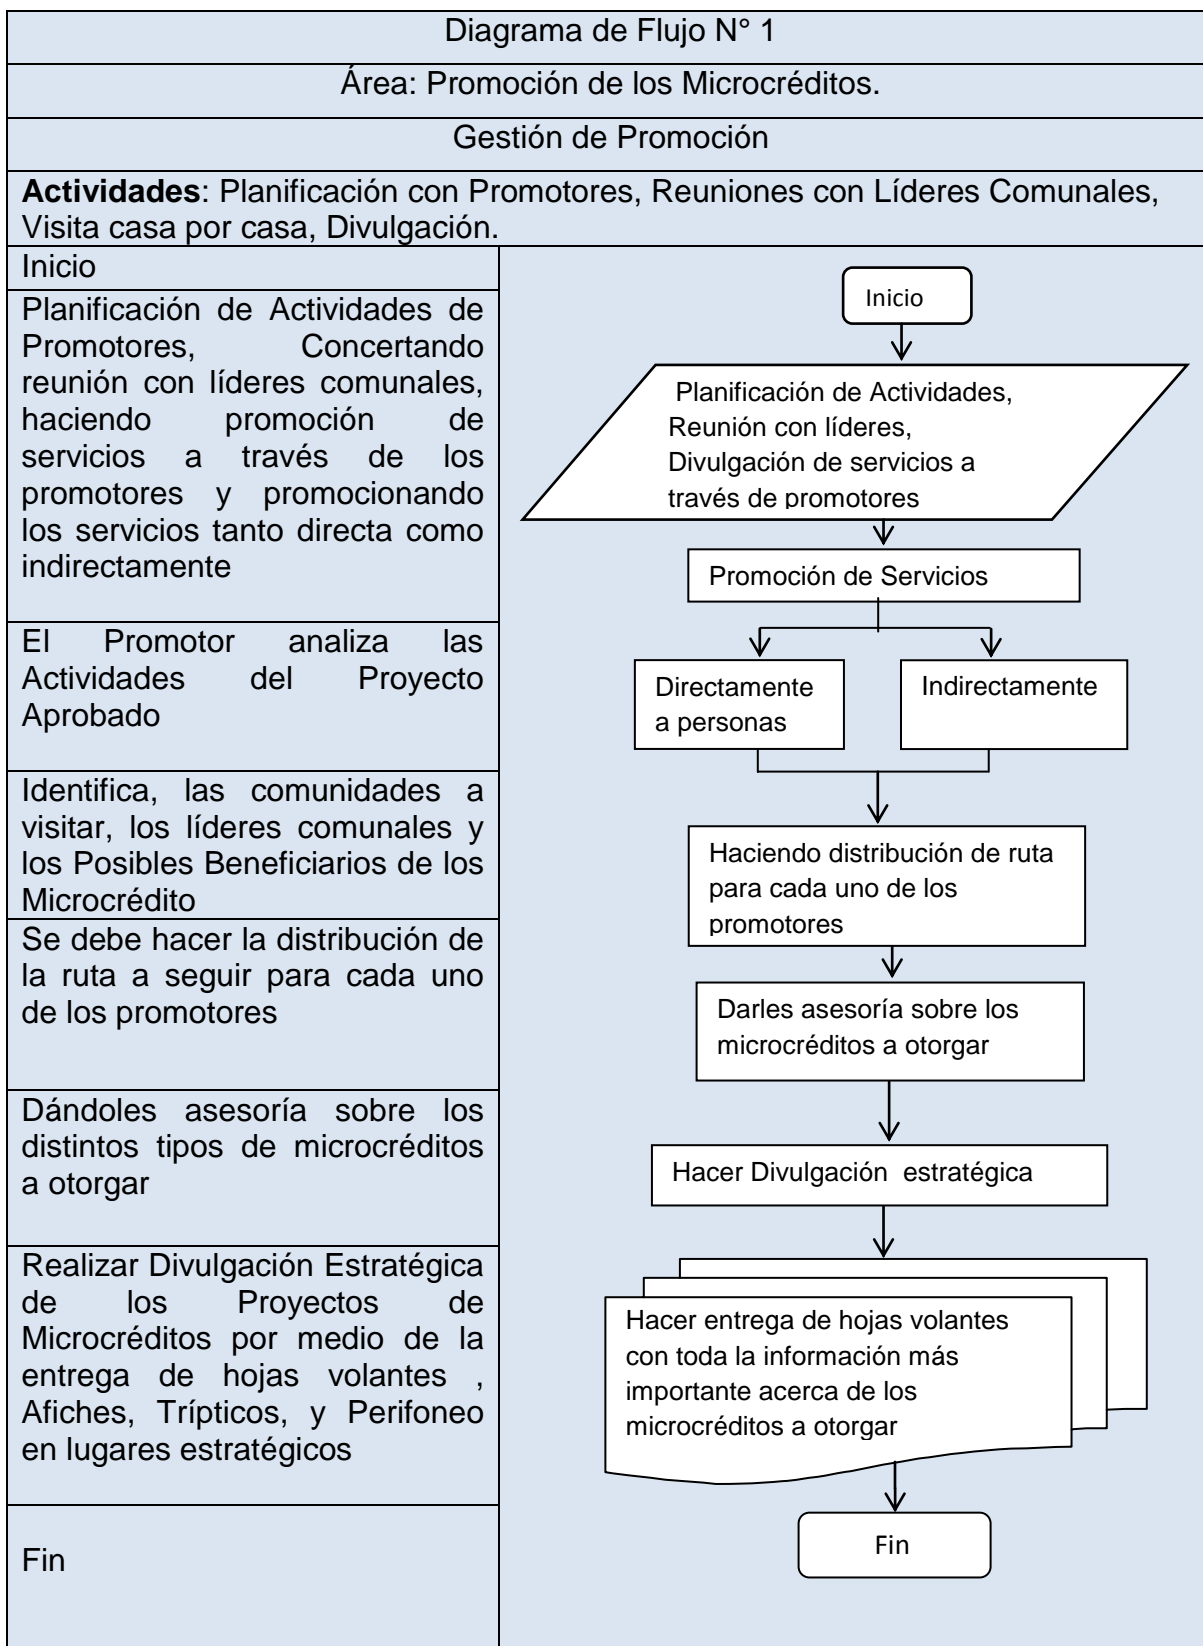 Diagrama de Flujo N° 1
Área: Promoción de los Microcréditos.
Gestión de Promoción
Actividades: Planificación con Promotores, Reuniones con Líderes Comunales,
Visita casa por casa, Divulgación.
Inicio
Planificación de Actividades de
Promotores, Concertando
reunión con líderes comunales,
haciendo promoción de
servicios a través de los
promotores y promocionando
los servicios tanto directa como
indirectamente
El Promotor analiza las
Actividades del Proyecto
Aprobado
Identifica, las comunidades a
visitar, los líderes comunales y
los Posibles Beneficiarios de los
Microcrédito
Se debe hacer la distribución de
la ruta a seguir para cada uno
de los promotores
Dándoles asesoría sobre los
distintos tipos de microcréditos
a otorgar
Realizar Divulgación Estratégica
de los Proyectos de
Microcréditos por medio de la
entrega de hojas volantes ,
Afiches, Trípticos, y Perifoneo
en lugares estratégicos
Fin
Inicio
Planificación de Actividades,
Reunión con líderes,
Divulgación de servicios a
través de promotores
Promoción de Servicios
Directamente
a personas
Indirectamente
Haciendo distribución de ruta
para cada uno de los
promotores
Darles asesoría sobre los
microcréditos a otorgar
Hacer Divulgación estratégica
Hacer entrega de hojas volantes
con toda la información más
importante acerca de los
microcréditos a otorgar
Fin